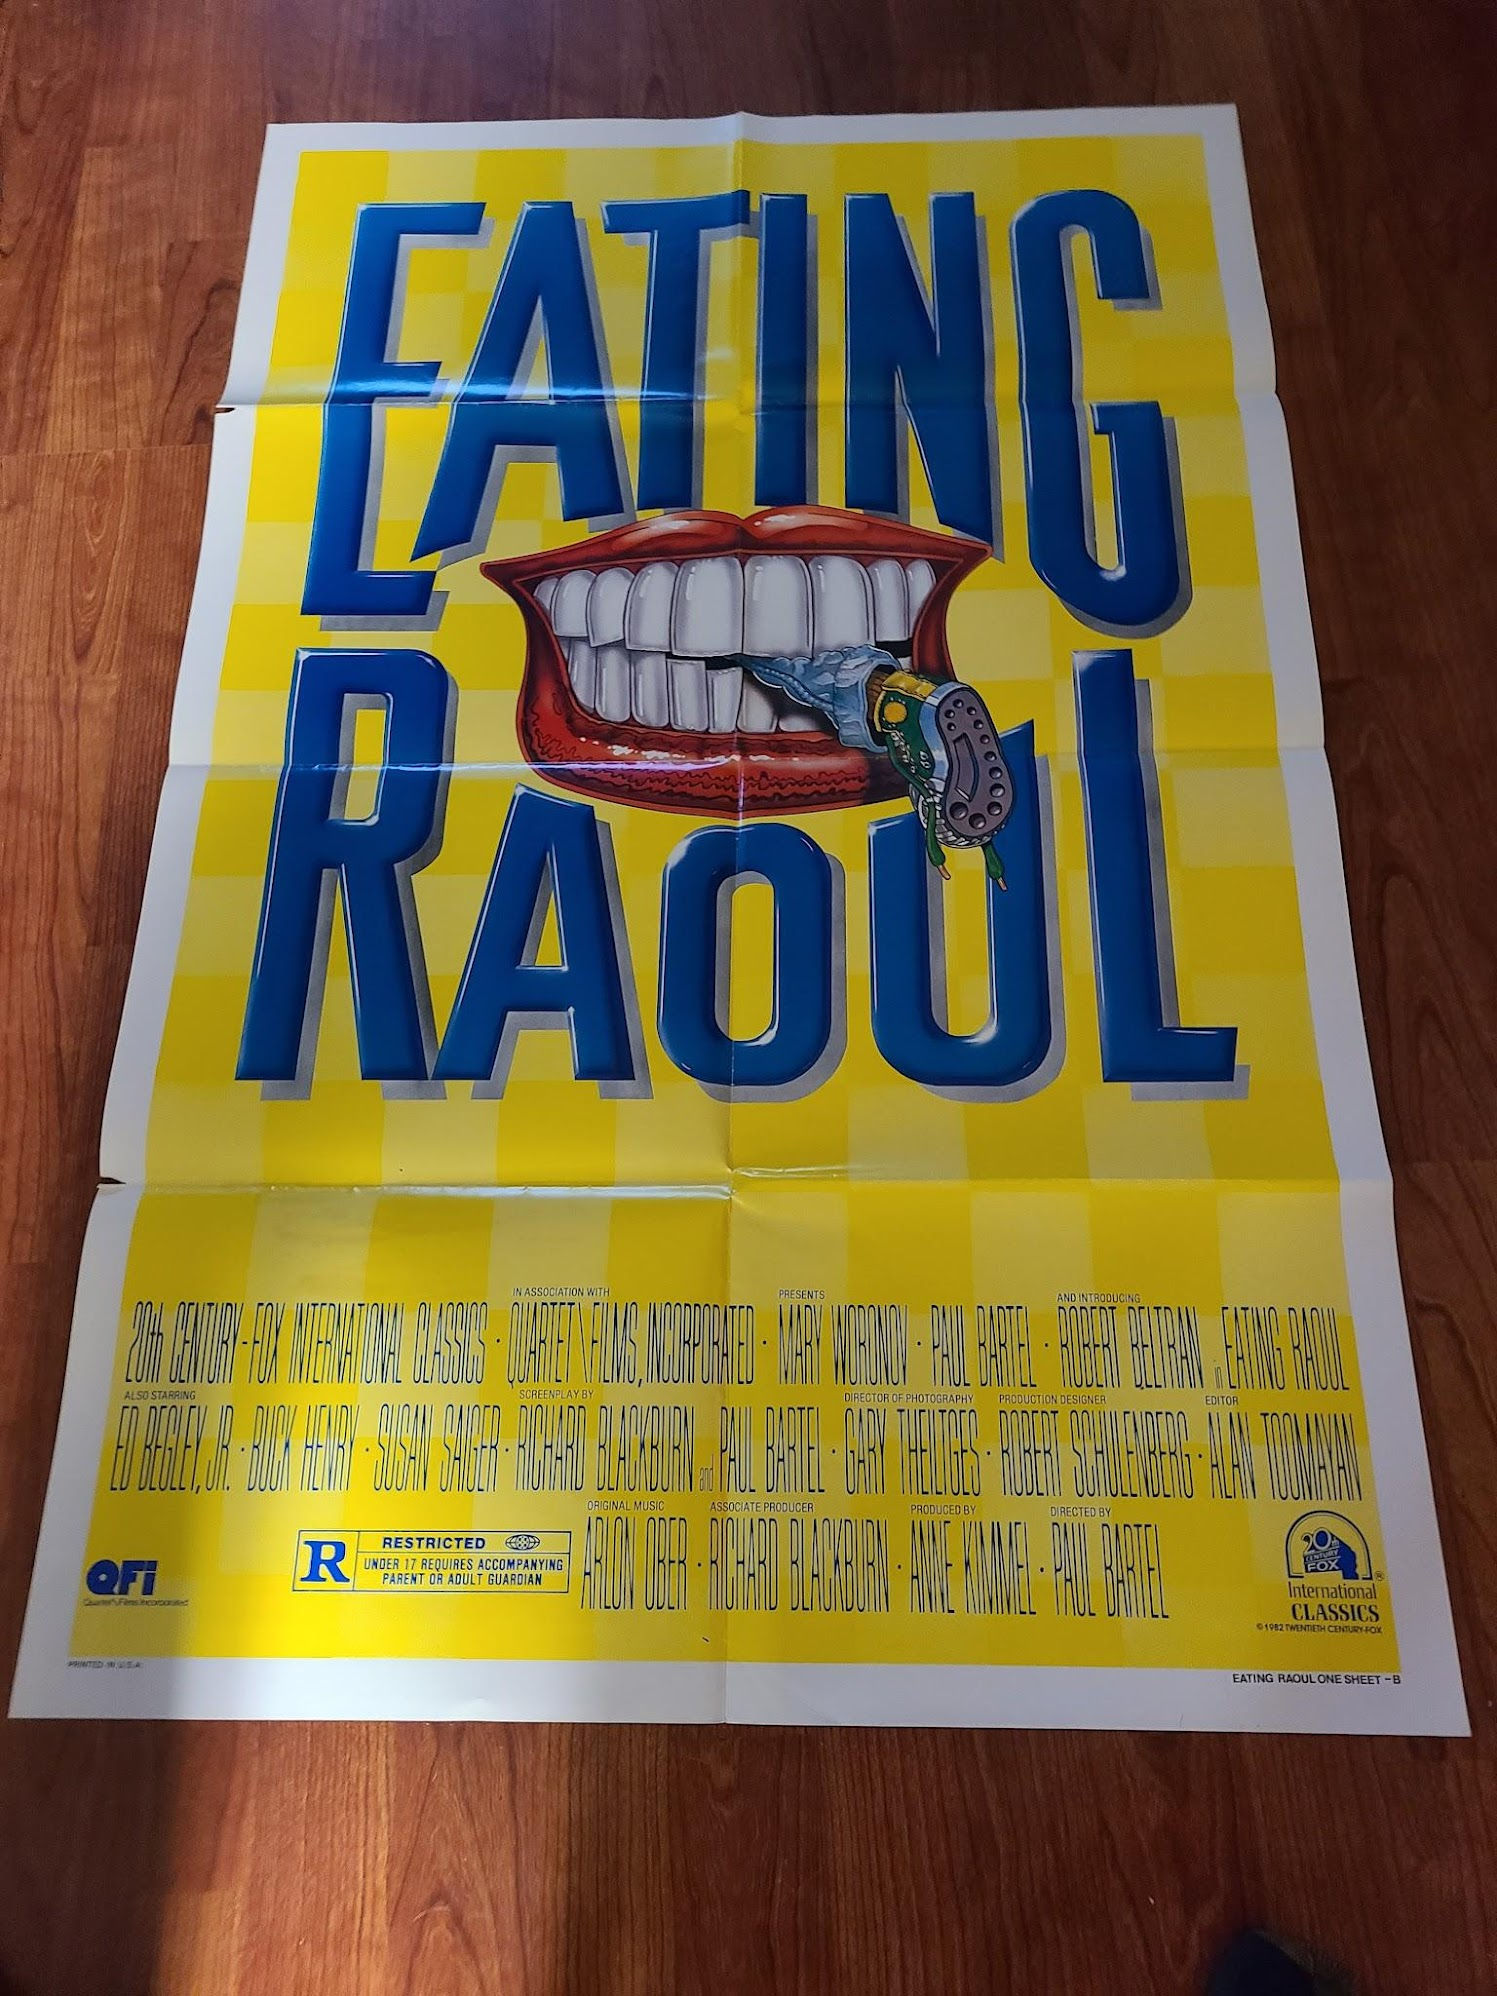 EATING
RAOUL
IN ASSOCIATION WITH PRESENTS AND INTRODUCING
20th CENTURY-FOX INTERNATIONAL CLASSICS · QUARTET\FILMS, INCORPORATED · MARY WORONOV · PAUL BARTEL · ROBERT BELTRAN in EATING RAOUL
ALSO STARRING SCREENPLAY BY DIRECTOR OF PHOTOGRAPHY PRODUCTION DESIGNER EDITOR
ED BEGLEY, JR. · BUCK HENRY · SUSAN SAIGER · RICHARD BLACKBURN and PAUL BARTEL · GARY THELTGES · ROBERT SCHULENBERG · ALAN TOOMAYAN
ORIGINAL MUSIC ASSOCIATE PRODUCER PRODUCED BY DIRECTED BY
ARLON OBER · RICHARD BLACKBURN · ANNE KIMMEL · PAUL BARTEL
R RESTRICTED
UNDER 17 REQUIRES ACCOMPANYING
PARENT OR ADULT GUARDIAN
QFi
Quartet\Films Incorporated
20th
CENTURY
FOX
®
International
CLASSICS
©1982 TWENTIETH CENTURY-FOX
PRINTED IN U.S.A.
EATING RAOUL ONE SHEET -B